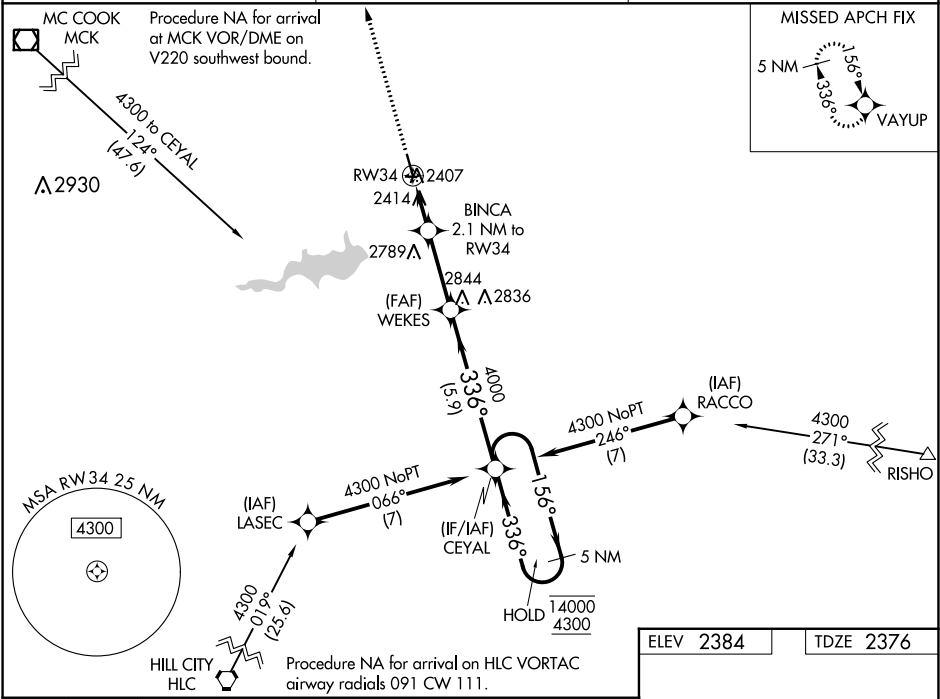 MC COOK
MCK
Procedure NA for arrival
at MCK VOR/DME on
V220 southwest bound.
MISSED APCH FIX
5 NM
156°
336°
VAYUP
4300 to CEYAL
124°
(47.6)
2930
RW34
2407
2414
BINCA
2.1 NM to
RW34
2789
2844
2836
(FAF)
WEKES
4000
336°
(5.9)
(IAF)
RACCO
4300 NoPT
246°
(7)
4300
271°
(33.3)
RISHO
MSA RW34 25 NM
4300
(IAF)
LASEC
4300 NoPT
066°
(7)
(IF/IAF)
CEYAL
336°
156°
5 NM
HOLD
14000
4300
4300
019°
(25.6)
HILL CITY
HLC
Procedure NA for arrival on HLC VORTAC
airway radials 091 CW 111.
ELEV 2384
TDZE 2376